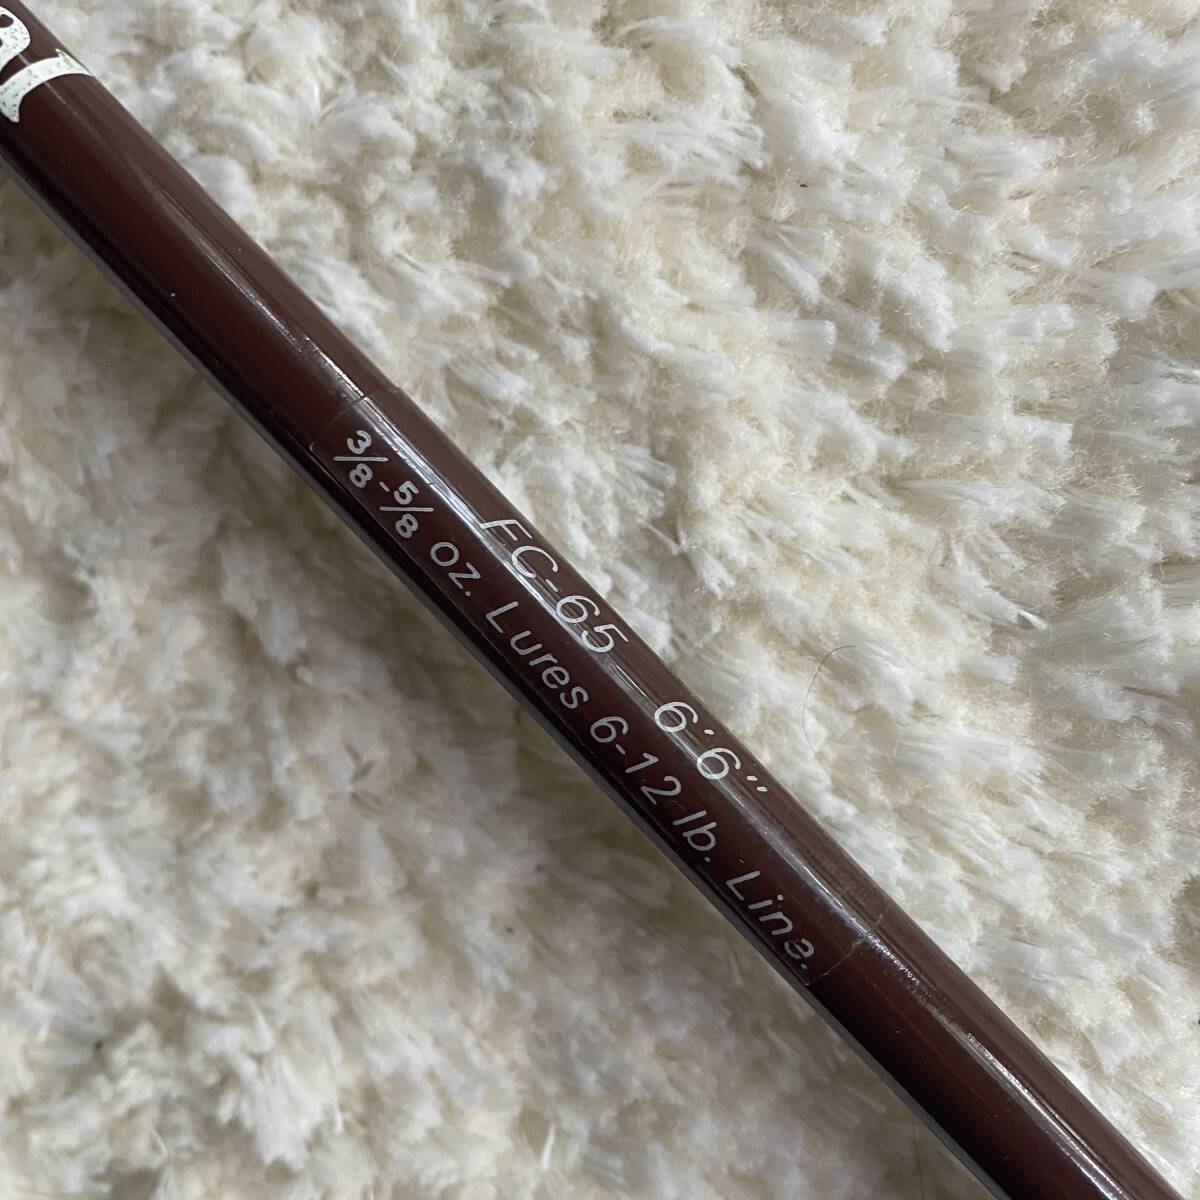 FC-65 6'6"
3/8-5/8 oz. Lures 6-12 lb. Line.